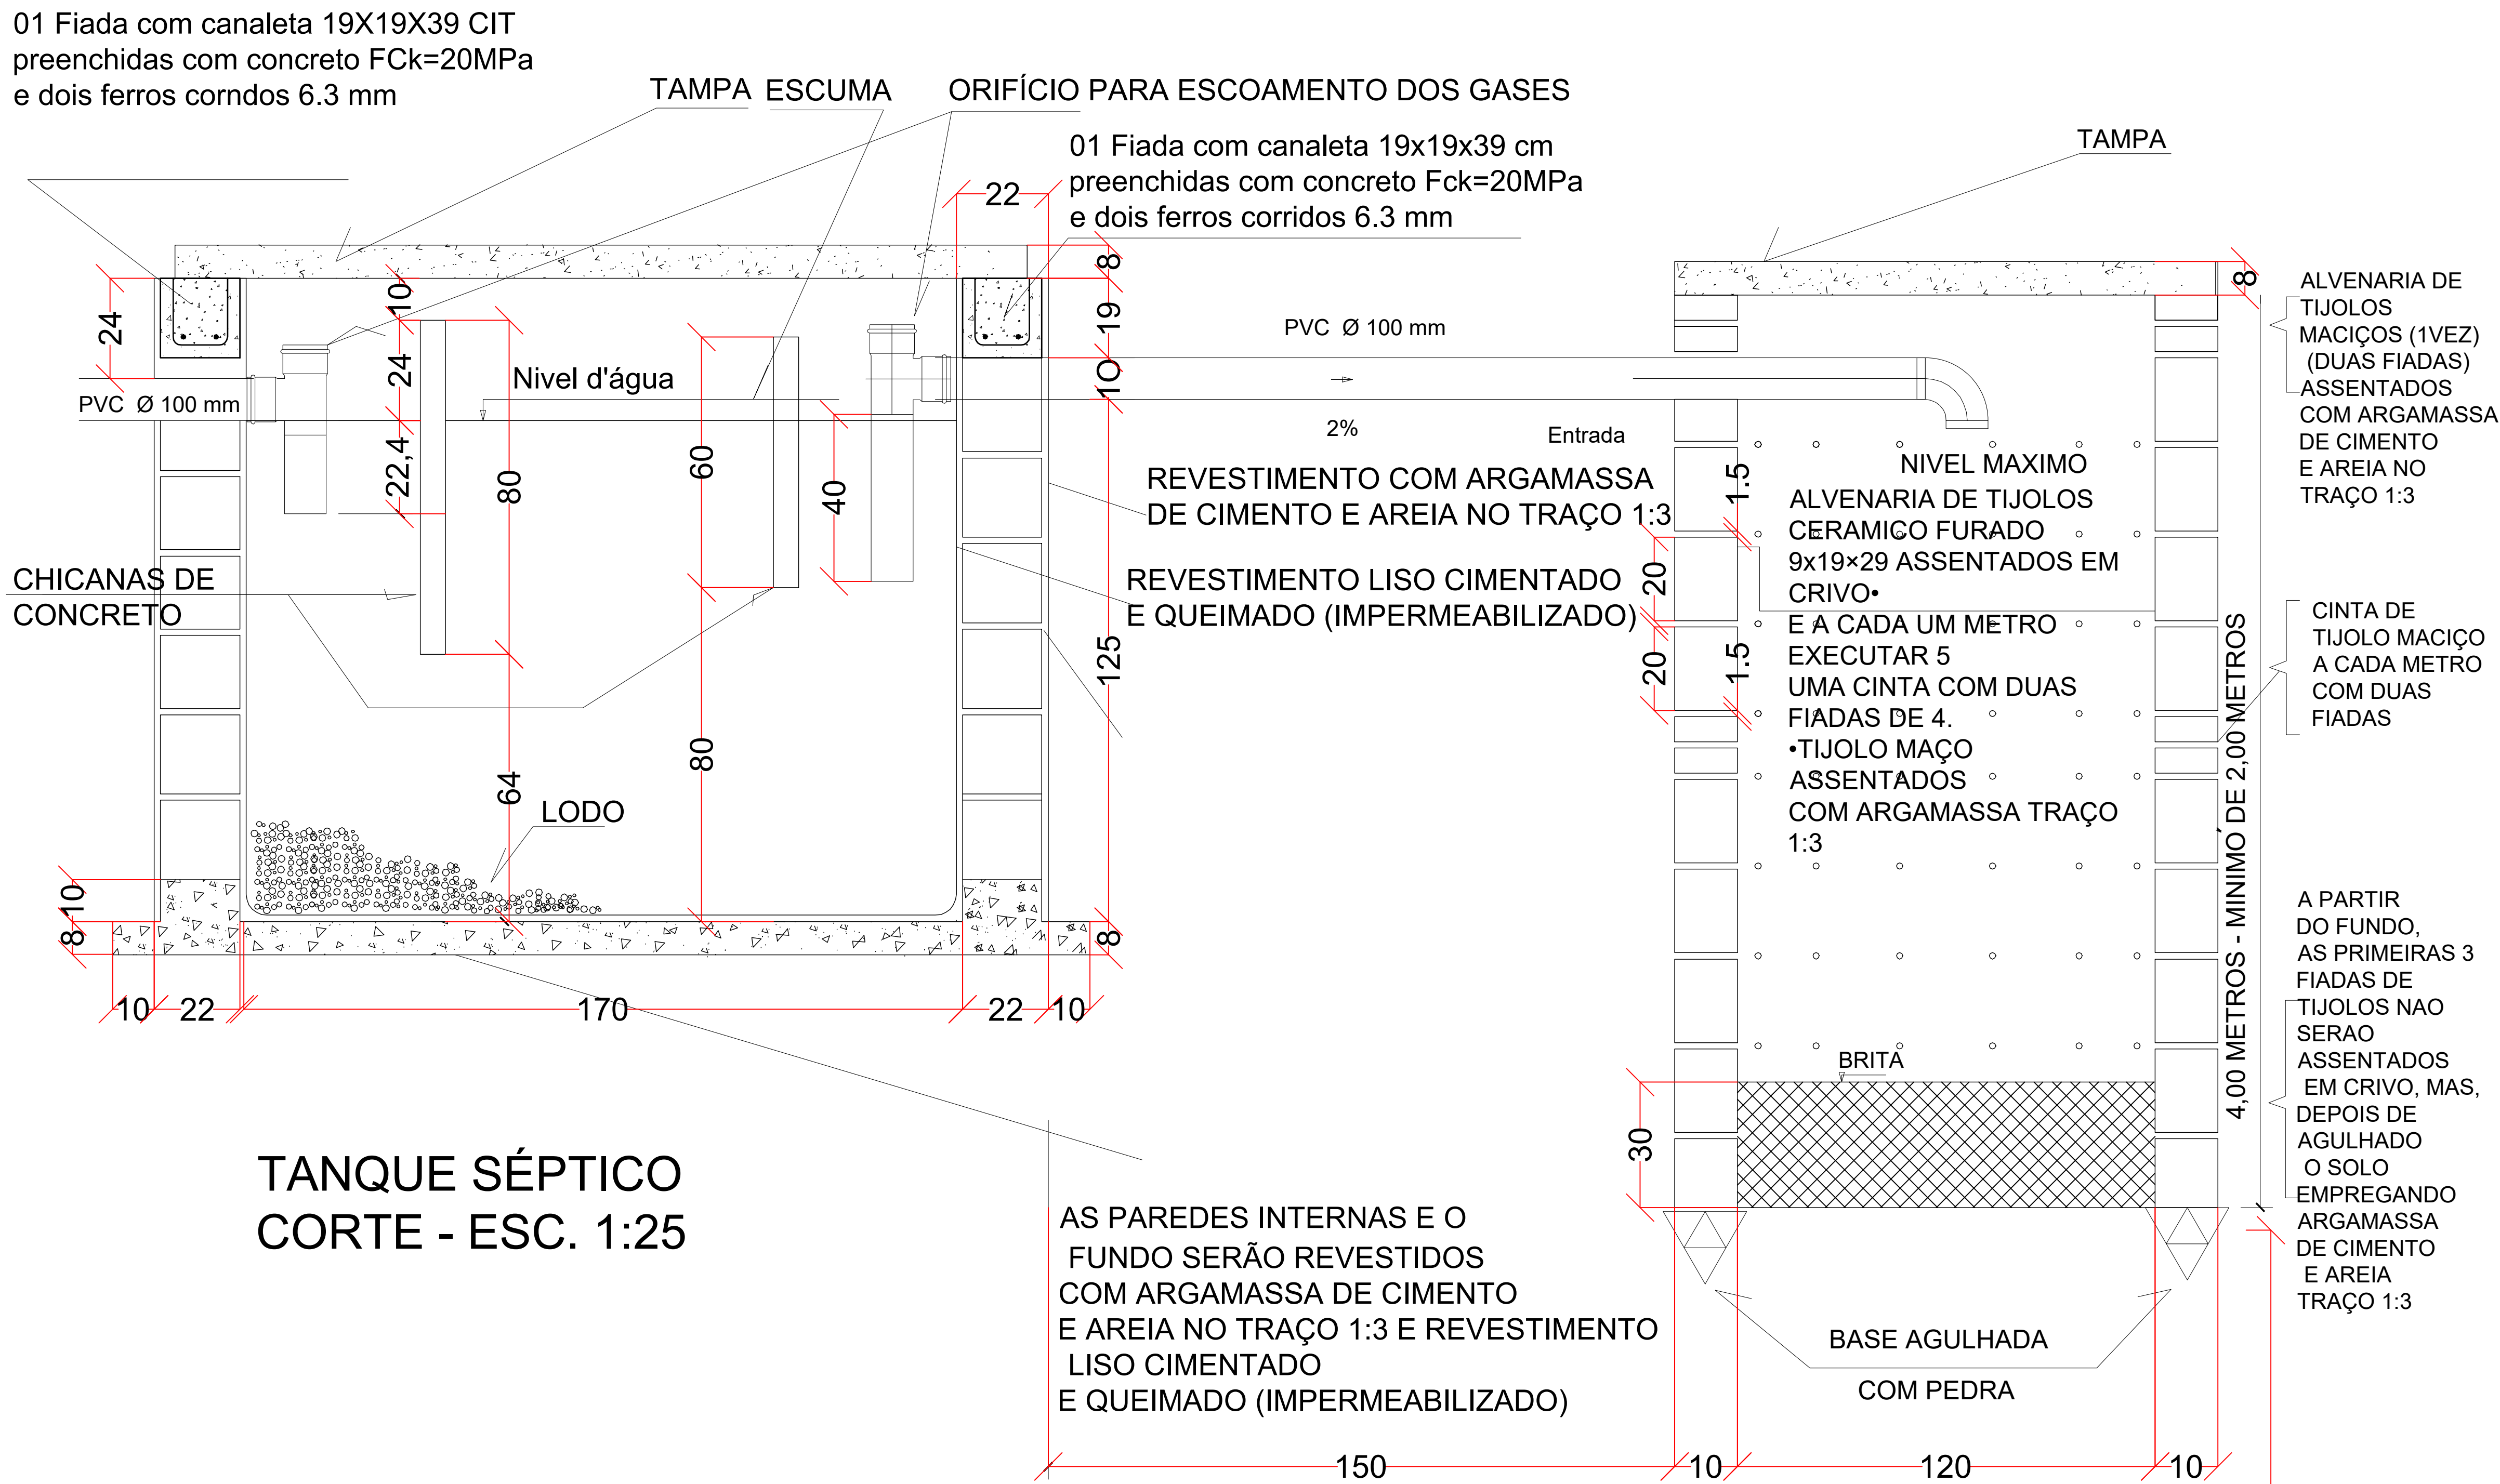 01 Fiada com canaleta 19X19X39 CIT
preenchidas com concreto FCk=20MPa
e dois ferros corndos 6.3 mm
TAMPA
ESCUMA
ORIFÍCIO PARA ESCOAMENTO DOS GASES
01 Fiada com canaleta 19x19x39 cm
preenchidas com concreto Fck=20MPa
e dois ferros corridos 6.3 mm
TAMPA
22
8
19
1O
125
8
24
10
24
22,4
80
64
60
80
40
Nivel d'água
PVC Ø 100 mm
PVC Ø 100 mm
2%
Entrada
CHICANAS DE
CONCRETO
LODO
REVESTIMENTO COM ARGAMASSA
DE CIMENTO E AREIA NO TRAÇO 1:3
REVESTIMENTO LISO CIMENTADO
E QUEIMADO (IMPERMEABILIZADO)
10
8
10
22
170
22
10
8
NIVEL MAXIMO
ALVENARIA DE TIJOLOS
CERAMICO FURADO
9x19×29 ASSENTADOS EM
CRIVO•
E A CADA UM METRO
EXECUTAR 5
UMA CINTA COM DUAS
FIADAS DE 4.
•TIJOLO MAÇO
ASSENTADOS
COM ARGAMASSA TRAÇO
1:3
1.5
20
20
1.5
ALVENARIA DE
TIJOLOS
MACIÇOS (1VEZ)
(DUAS FIADAS)
ASSENTADOS
COM ARGAMASSA
DE CIMENTO
E AREIA NO
TRAÇO 1:3
CINTA DE
TIJOLO MACIÇO
A CADA METRO
COM DUAS
FIADAS
4,00 METROS - MINIMÓ DE 2,00 METROS
A PARTIR
DO FUNDO,
AS PRIMEIRAS 3
FIADAS DE
TIJOLOS NAO
SERAO
ASSENTADOS
EM CRIVO, MAS,
DEPOIS DE
AGULHADO
O SOLO
EMPREGANDO
ARGAMASSA
DE CIMENTO
E AREIA
TRAÇO 1:3
BRITA
30
TANQUE SÉPTICO
CORTE - ESC. 1:25
AS PAREDES INTERNAS E O
FUNDO SERÃO REVESTIDOS
COM ARGAMASSA DE CIMENTO
E AREIA NO TRAÇO 1:3 E REVESTIMENTO
LISO CIMENTADO
E QUEIMADO (IMPERMEABILIZADO)
BASE AGULHADA
COM PEDRA
150
10
120
10